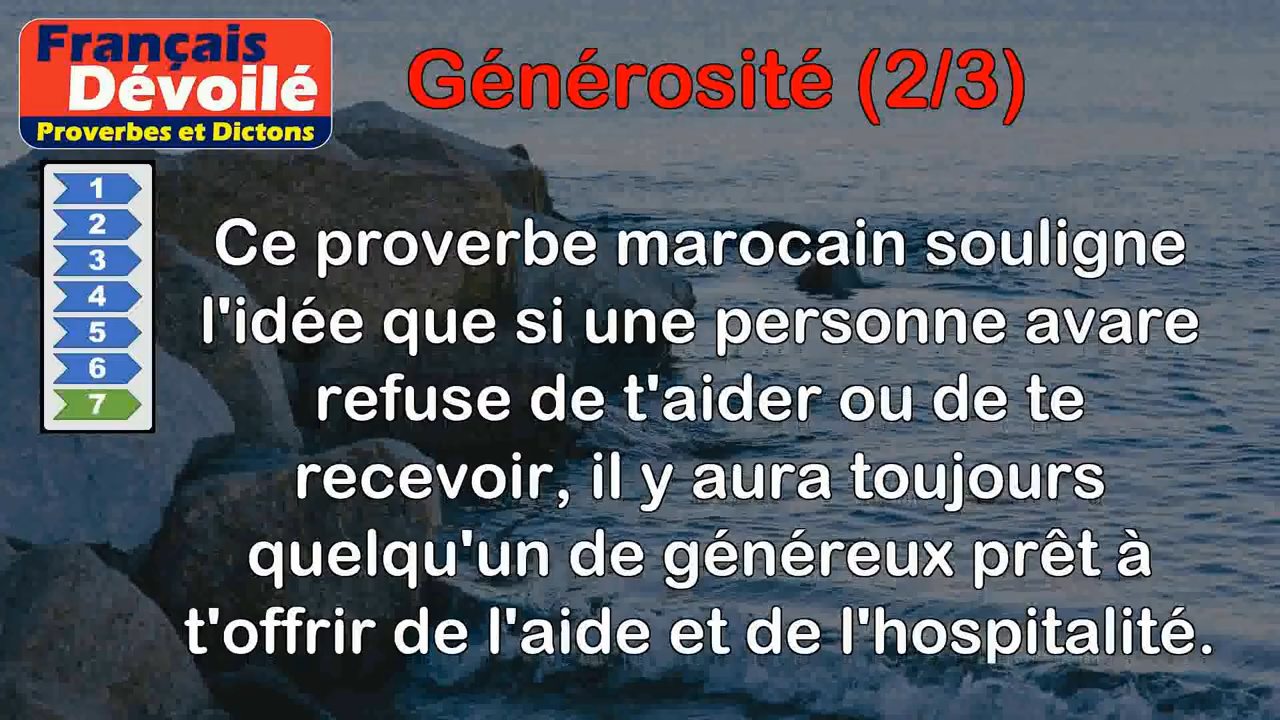 Français
Dévoilé
Proverbes et Dictons
Générosité (2/3)
1
2
3
4
5
6
7
Ce proverbe marocain souligne
l'idée que si une personne avare
refuse de t'aider ou de te
recevoir, il y aura toujours
quelqu'un de généreux prêt à
t'offrir de l'aide et de l'hospitalité.